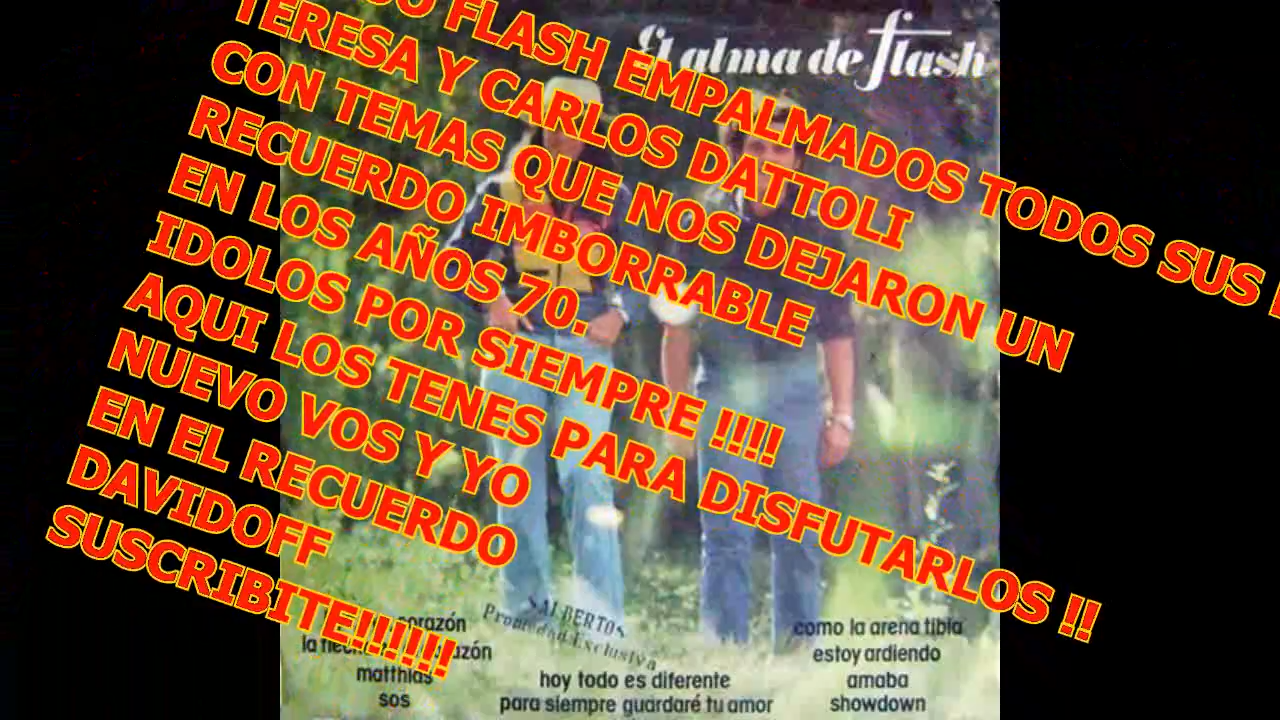 El alma de flash
FLASH EMPALMADOS TODOS SUS
TERESA Y CARLOS DATTOLI
CON TEMAS QUE NOS DEJARON UN
RECUERDO IMBORRABLE
EN LOS AÑOS 70.
IDOLOS POR SIEMPRE !!!!
AQUI LOS TENES PARA DISFUTARLOS !!
NUEVO VOS Y YO
EN EL RECUERDO
DAVIDOFF
SUSCRIBITE!!!!!!
SALBERTOS
Propiedad Exclusiva
corazón
la
matthias
sos
hoy todo es diferente
para siempre guardaré tu amor
como la arena tibia
estoy ardiendo
amaba
showdown